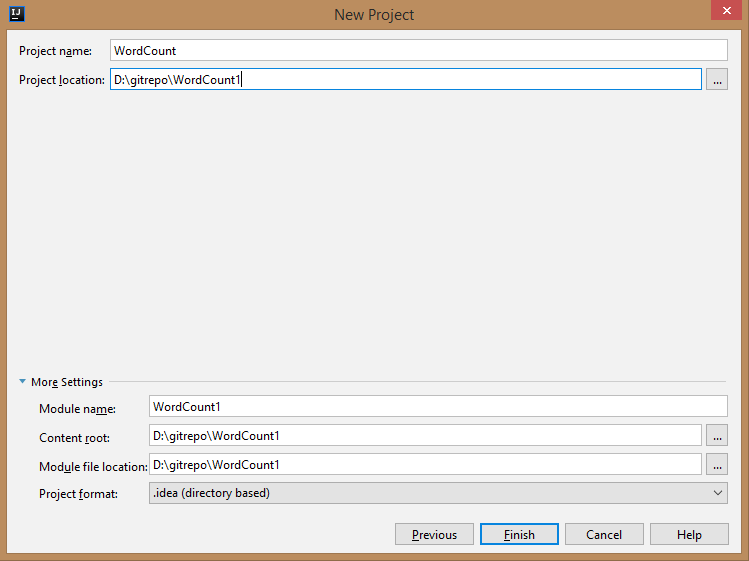 IJ
New Project
Project name: WordCount
Project location: D:\gitrepo\WordCount1 ...
More Settings
Module name: WordCount1
Content root: D:\gitrepo\WordCount1 ...
Module file location: D:\gitrepo\WordCount1 ...
Project format: .idea (directory based)
Previous Finish Cancel Help